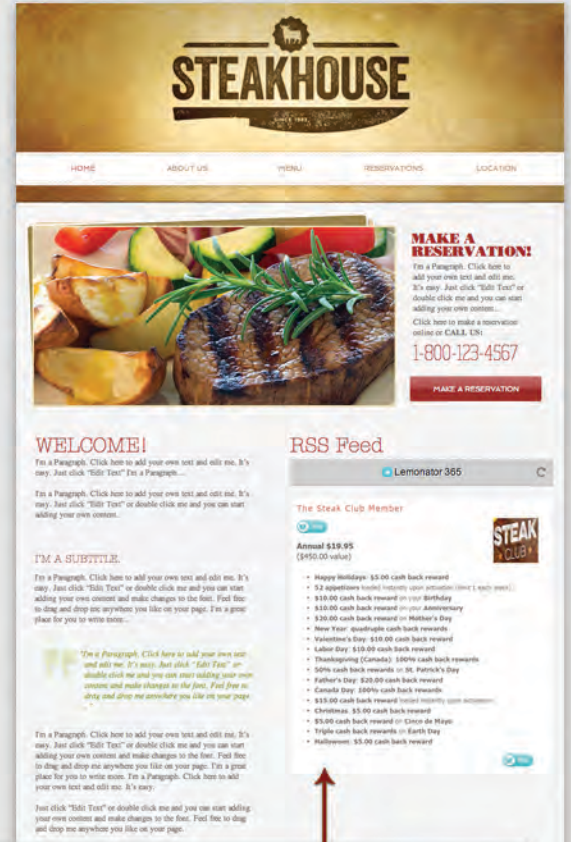 STEAKHOUSE
SINCE
HOME
ABOUT US
MENU
RESERVATIONS
LOCATION
MAKE A
RESERVATION!
I'm a Paragraph. Click here to
add your own text and edit me.
It's easy. Just click "Edit Text" or
double click me and you can start
adding your own content...
Click here to make a reservation
online or CALL US!
1-800-123-4567
MAKE A RESERVATION
WELCOME!
I'm a Paragraph. Click here to add your own text and edit me. It's
easy. Just click "Edit Text" I'm a Paragraph...
I'm a Paragraph. Click here to add your own text and edit me. It's
easy. Just click "Edit Text" or double click me and you can start
adding your own content.
I'M A SUBTITLE.
I'm a Paragraph. Click here to add your own text and edit me. It's
easy. Just click "Edit Text" or double click me and you can start
adding your own content and make changes to the font. Feel free
to drag and drop me anywhere you like on your page. I'm a great
place for you to write more...
"I'm a Paragraph. Click here to add your own text
and edit me. It's easy. Just click "Edit Text" or
double click me and you can start adding your own
content and make changes to the font. Feel free to
drag and drop me anywhere you like on your page.
"
I'm a Paragraph. Click here to add your own text and edit me. It's
easy. Just click "Edit Text" or double click me and you can start
adding your own content and make changes to the font. Feel free
to drag and drop me anywhere you like on your page. I'm a great
place for you to write more. I'm a Paragraph. Click here to add
your own text and edit me. It's easy.
Just click "Edit Text" or double click me and you can start adding
your own content and make changes to the font. Feel free to drag
and drop me anywhere you like on your page.
RSS Feed
Lemonator 365
The Steak Club Member
STEAK
CLUB
Annual $19.95
($450.00 value)
• Happy Holidays: $5.00 cash back reward
• 52 appetizers loaded instantly upon activation (limit 1 each week)
• $10.00 cash back reward on your Birthday
• $10.00 cash back reward on your Anniversary
• $20.00 cash back reward on Mother's Day
• New Year: quadruple cash back rewards
• Valentine's Day: $10.00 cash back reward
• Labor Day: $10.00 cash back reward
• Thanksgiving (Canada): 100% cash back rewards
• 50% cash back rewards on St. Patrick's Day
• Father's Day: $20.00 cash back reward
• Canada Day: 100% cash back rewards
• $15.00 cash back reward loaded instantly upon activation
• Christmas: $5.00 cash back reward
• $5.00 cash back reward on Cinco de Mayo
• Triple cash back rewards on Earth Day
• Halloween: $5.00 cash back reward